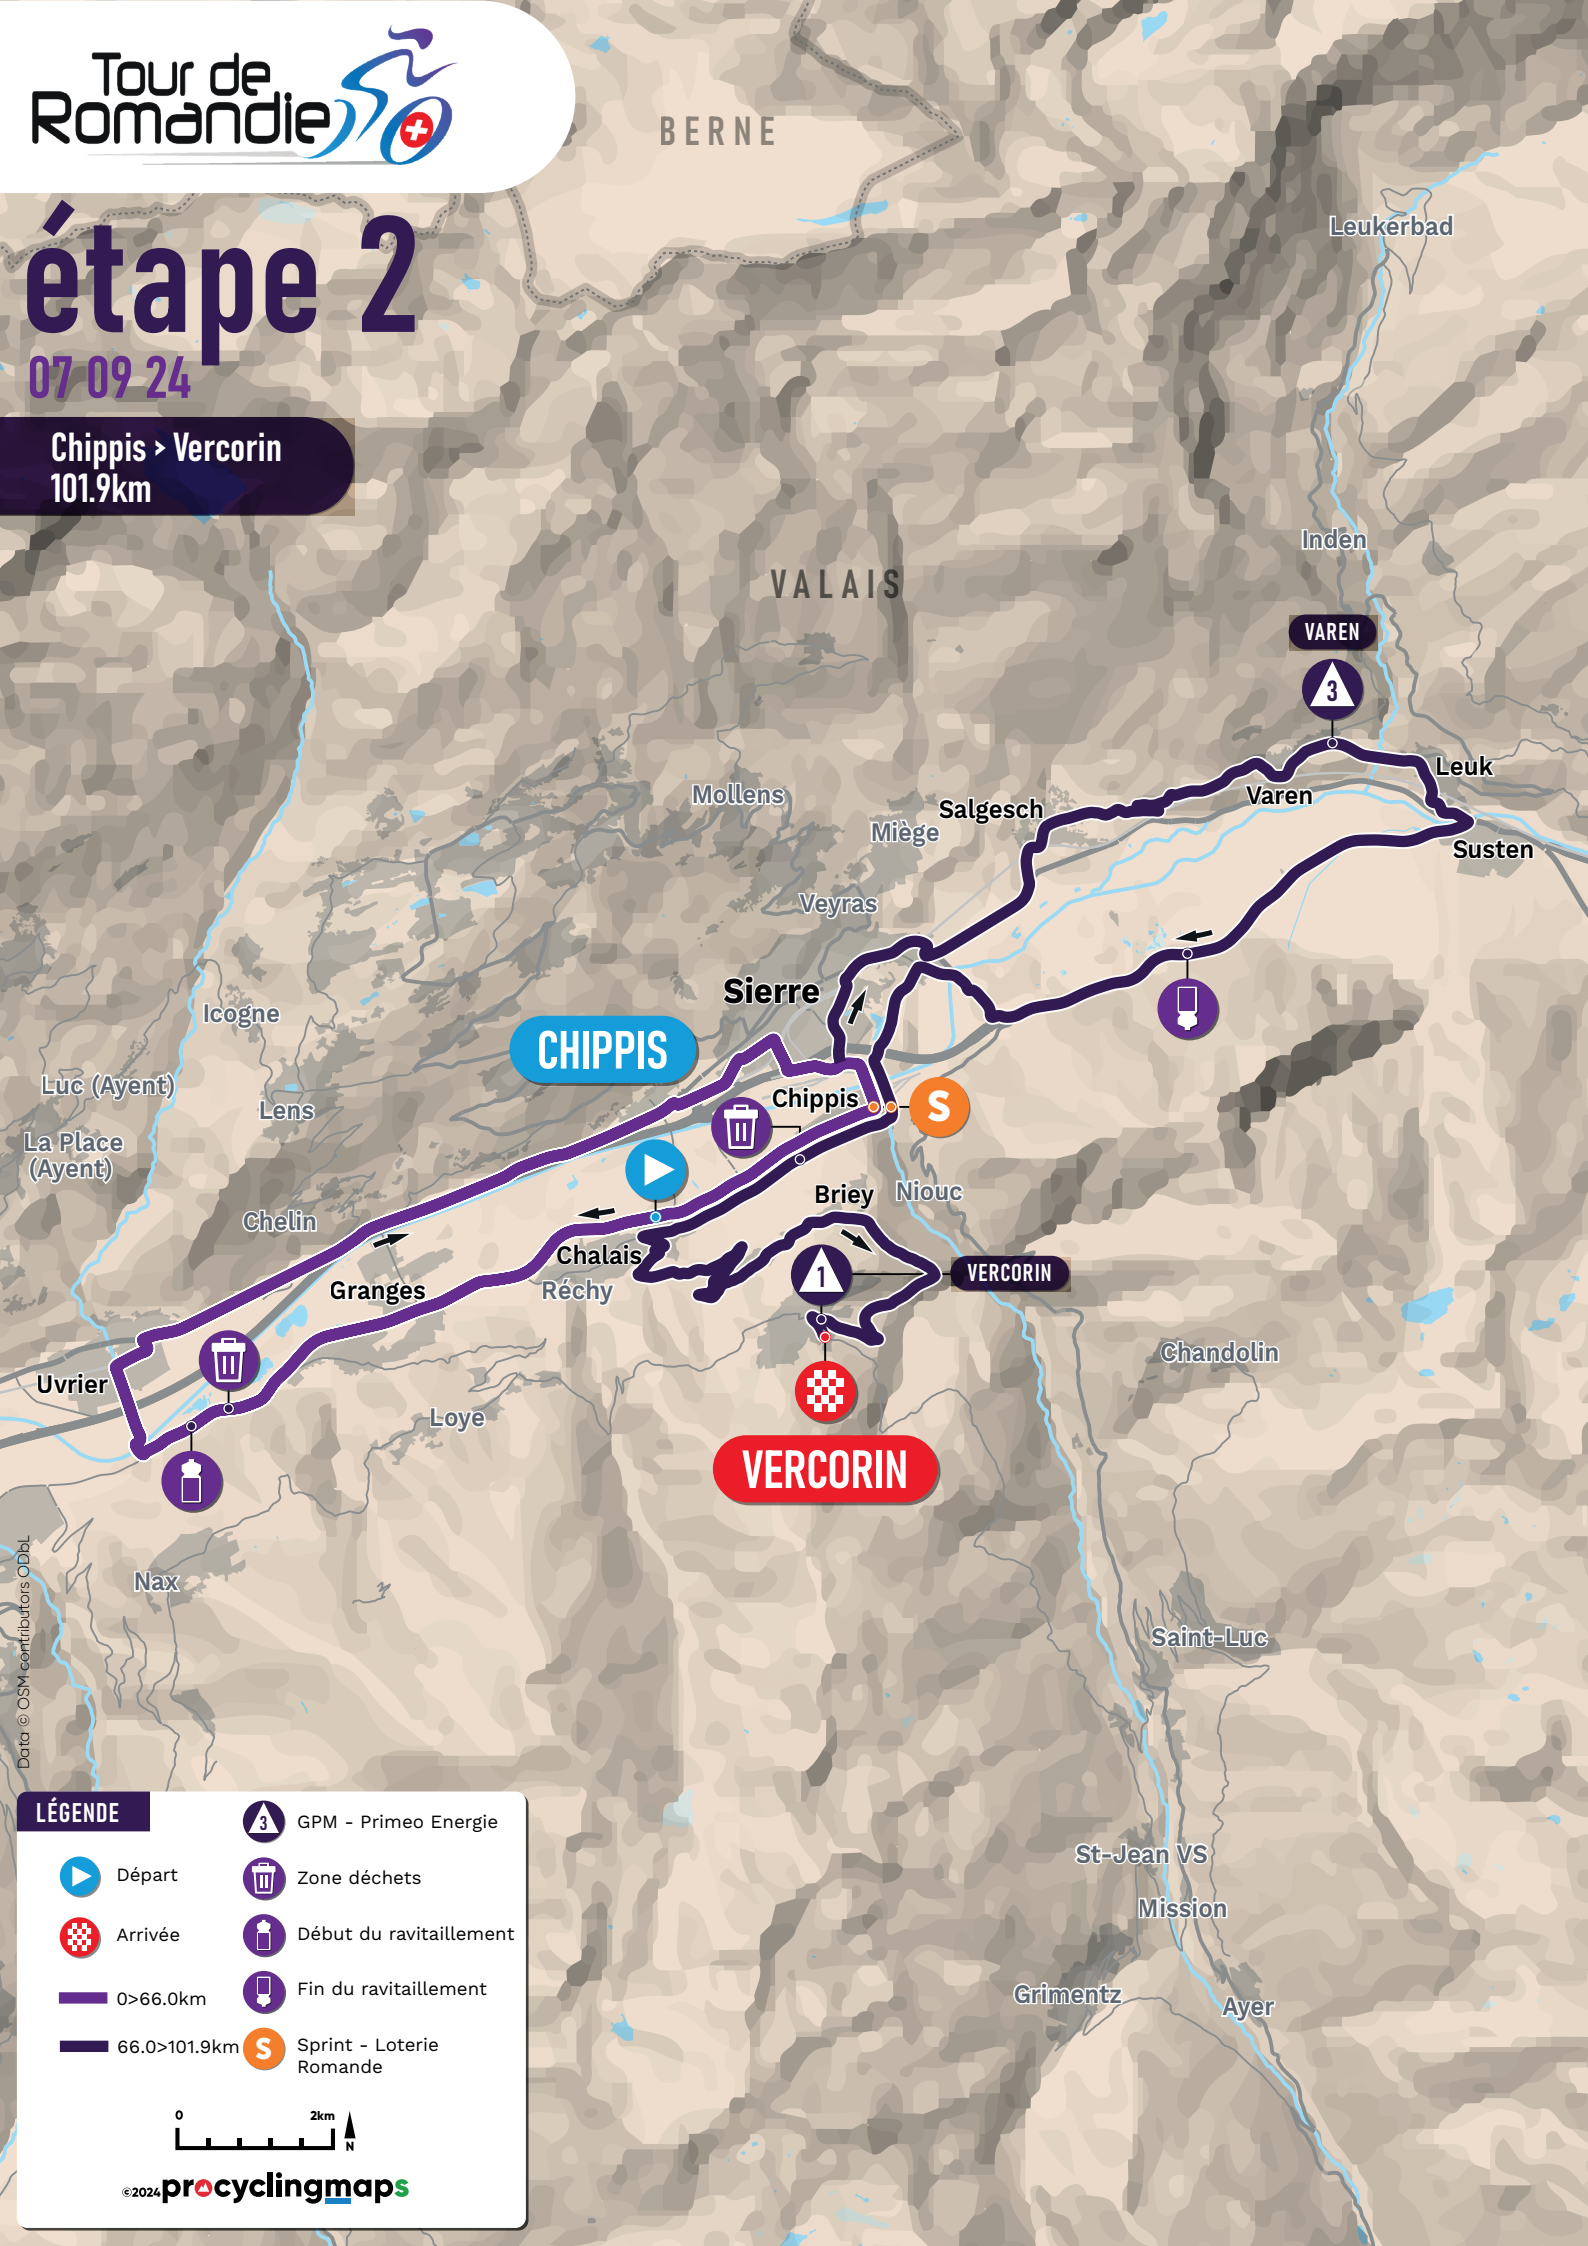 Tour de
Romandie
étape 2
07 09 24
Chippis > Vercorin
101.9km
BERNE
Leukerbad
Inden
VALAIS
VAREN
3
Leuk
Mollens
Varen
Salgesch
Miège
Susten
Veyras
Sierre
Icogne
CHIPPIS
Luc (Ayent)
Lens
Chippis
S
La Place
(Ayent)
Briey
Niouc
Chelin
Chalais
1
VERCORIN
Granges
Réchy
Chandolin
Uvrier
Loye
VERCORIN
Nax
Saint-Luc
St-Jean VS
Mission
Grimentz
Ayer
Data © OSM contributors ODbL
LÉGENDE
Départ
Arrivée
0>66.0km
66.0>101.9km
3
GPM - Primeo Energie
Zone déchets
Début du ravitaillement
Fin du ravitaillement
S
Sprint - Loterie
Romande
0 2km
N
©2024 procyclingmaps